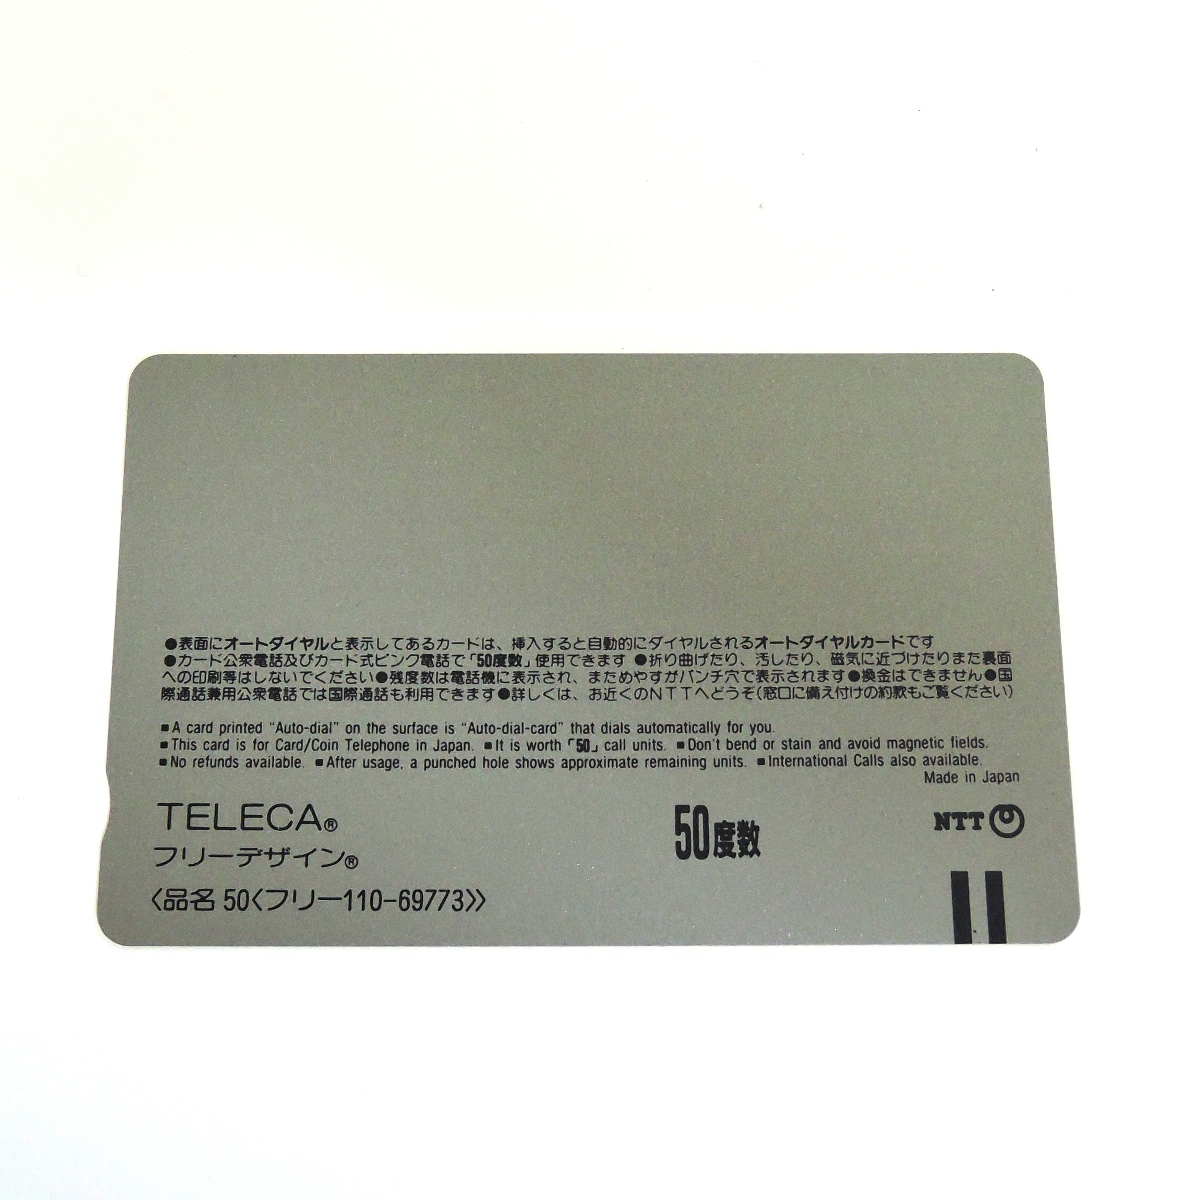 ●表面にオートダイヤルと表示してあるカードは、挿入すると自動的にダイヤルされるオートダイヤルカードです
●カード公衆電話及びカード式ピンク電話で「50度数」使用できます ●折り曲げたり、汚したり、磁気に近づけたりまた裏面
への印刷等はしないでください●残度数は電話機に表示され、まためやすがパンチ穴で表示されます●換金はできません●国
際通話兼用公衆電話では国際通話も利用できます●詳しくは、お近くのNTTへどうぞ(窓口に備え付けの約款もご覧ください)
■A card printed “Auto-dial” on the surface is “Auto-dial-card” that dials automatically for you.
■This card is for Card/Coin Telephone in Japan. ■It is worth「50」call units. ■Don't bend or stain and avoid magnetic fields.
■No refunds available. ■After usage, a punched hole shows approximate remaining units. ■International Calls also available.
Made in Japan
TELECA®
フリーデザイン®
50度数
NTT
〈品名 50〈フリー110-69773〉〉